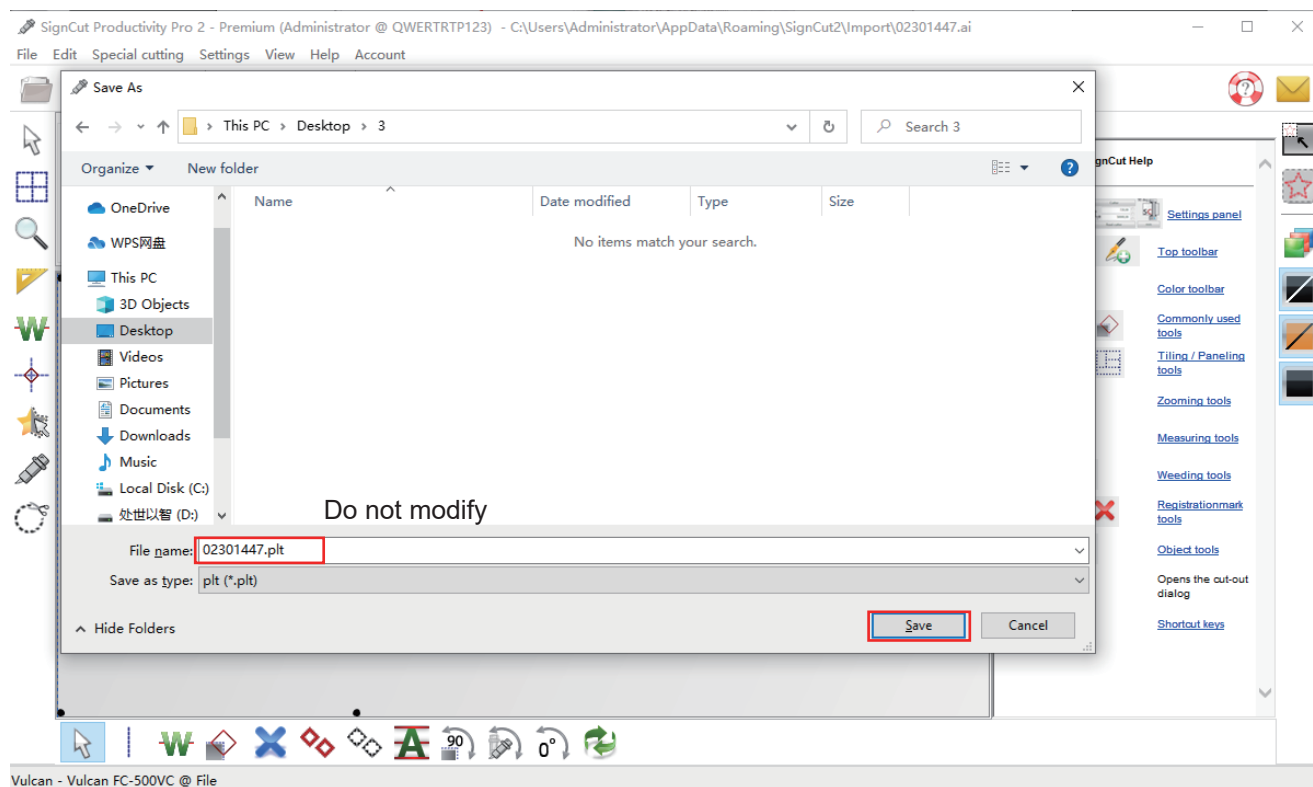 SignCut Productivity Pro 2 - Premium (Administrator @ QWERTRTP123) - C:\Users\Administrator\AppData\Roaming\SignCut2\Import\02301447.ai
File Edit Special cutting Settings View Help Account
Save As
This PC > Desktop > 3
Search 3
Organize New folder
Name Date modified Type Size
No items match your search.
OneDrive
WPS网盘
This PC
3D Objects
Desktop
Videos
Pictures
Documents
Downloads
Music
Local Disk (C:)
处世以智 (D:)
Do not modify
File name: 02301447.plt
Save as type: plt (*.plt)
Hide Folders
Save Cancel
gnCut Help
Settings panel
Top toolbar
Color toolbar
Commonly used
tools
Tiling / Paneling
tools
Zooming tools
Measuring tools
Weeding tools
Registrationmark
tools
Object tools
Opens the cut-out
dialog
Shortcut keys
W
W A 90 0°
Vulcan - Vulcan FC-500VC @ File